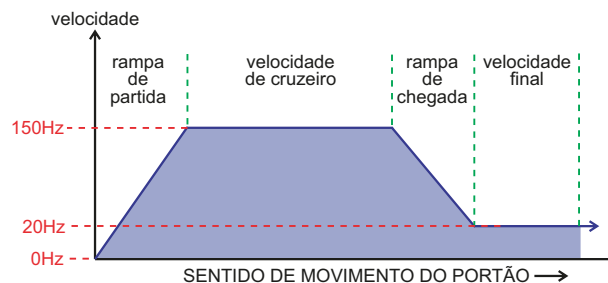 velocidade
rampa
de
partida
velocidade
de cruzeiro
rampa
de
chegada
velocidade
final
150Hz
20Hz
0Hz
SENTIDO DE MOVIMENTO DO PORTÃO